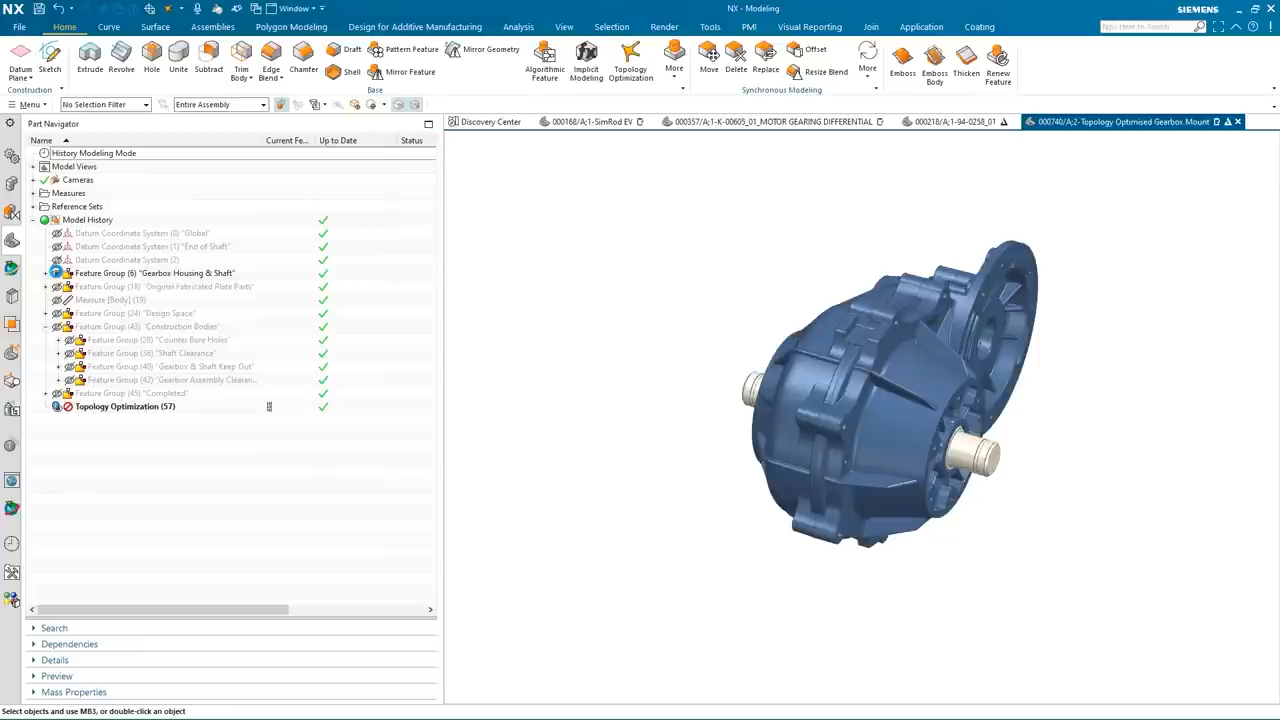 NX
Window
NX - Modeling
SIEMENS
File
Home
Curve
Surface
Assemblies
Polygon Modeling
Design for Additive Manufacturing
Analysis
View
Selection
Render
Tools
PMI
Visual Reporting
Join
Application
Coating
Type Here to Search
Datum Plane
Sketch
Extrude
Revolve
Hole
Unite
Subtract
Trim Body
Edge Blend
Chamfer
Draft
Shell
Pattern Feature
Mirror Feature
Mirror Geometry
More
Algorithmic Feature
Implicit Modeling
Topology Optimization
More
Move
Delete
Replace
Offset
Resize Blend
More
Emboss
Emboss Body
Thicken
Renew Feature
Construction
Base
Synchronous Modeling
Menu
No Selection Filter
Entire Assembly
Part Navigator
Discovery Center
000168/A;1-SimRod EV
000357/A;1-K-00605_01_MOTOR GEARING DIFFERENTIAL
000218/A;1-94-0258_01
000740/A;2-Topology Optimised Gearbox Mount
Name
Current Fe...
Up to Date
Status
History Modeling Mode
Model Views
Cameras
Measures
Reference Sets
Model History
Datum Coordinate System (0) "Global"
Datum Coordinate System (1) "End of Shaft"
Datum Coordinate System (2)
Feature Group (6) "Gearbox Housing & Shaft"
Feature Group (18) "Original Fabricated Plate Parts"
Measure [Body] (19)
Feature Group (24) "Design Space"
Feature Group (43) "Construction Bodies"
Feature Group (28) "Counter Bore Holes"
Feature Group (36) "Shaft Clearance"
Feature Group (40) "Gearbox & Shaft Keep Out"
Feature Group (42) "Gearbox Assembly Clearan...
Feature Group (45) "Completed"
Topology Optimization (57)
Search
Dependencies
Details
Preview
Mass Properties
Select objects and use MB3, or double-click an object